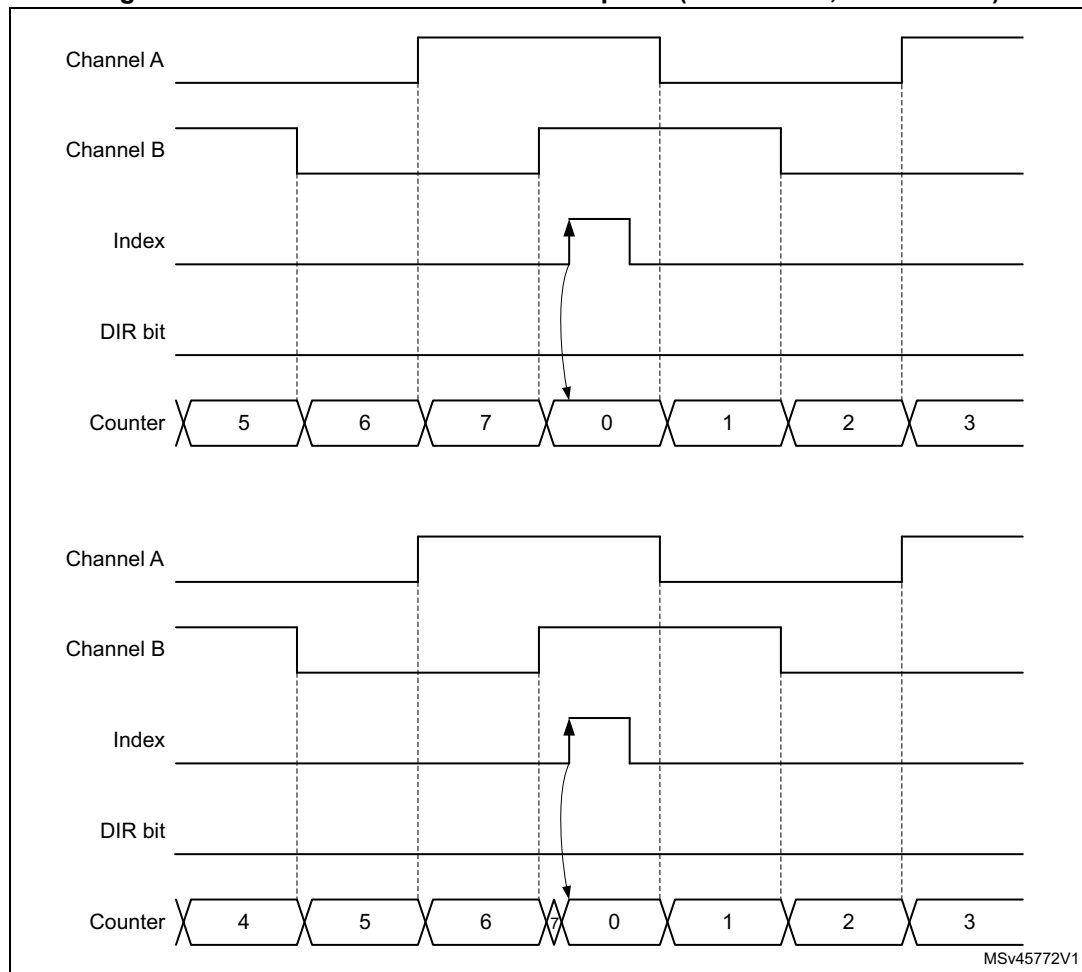 Channel A
Channel B
Index
DIR bit
Counter 5 6 7 0 1 2 3
Channel A
Channel B
Index
DIR bit
Counter 4 5 6 7 0 1 2 3
MSv45772V1